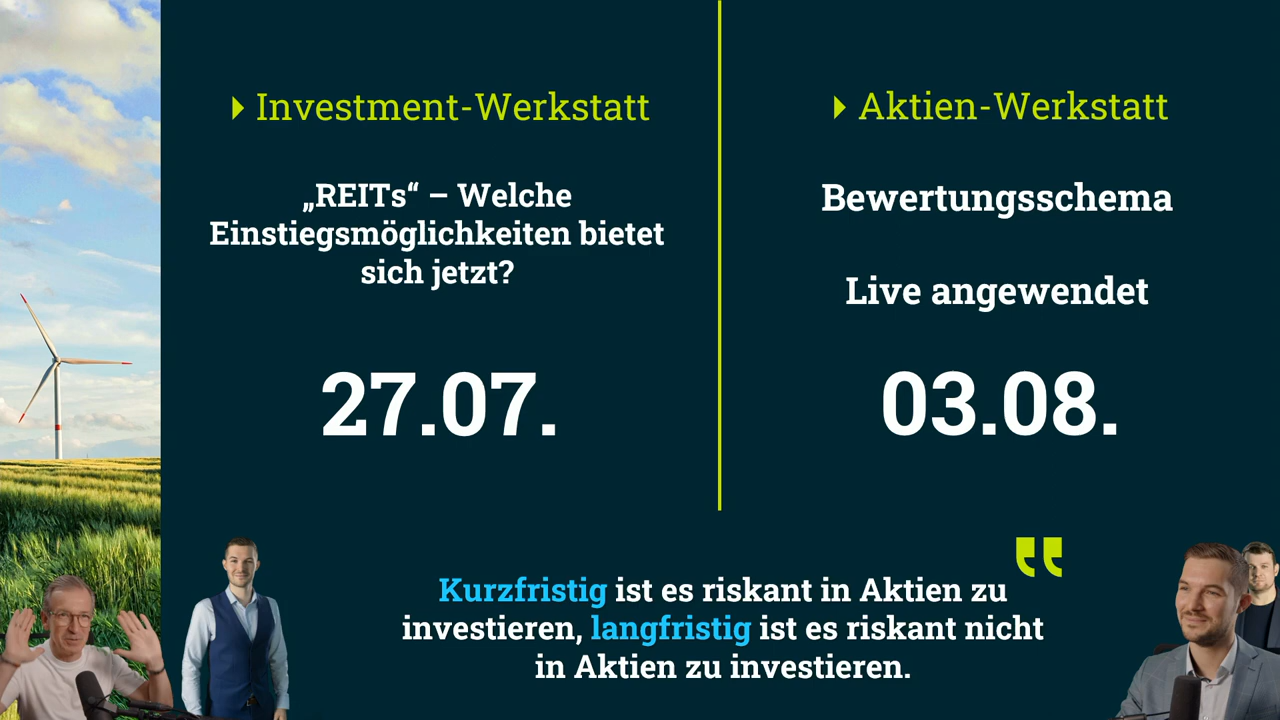 Investment-Werkstatt
„REITs“ – Welche
Einstiegsmöglichkeiten bietet
sich jetzt?
27.07.
Aktien-Werkstatt
Bewertungsschema
Live angewendet
03.08.
Kurzfristig ist es riskant in Aktien zu
investieren, langfristig ist es riskant nicht
in Aktien zu investieren.